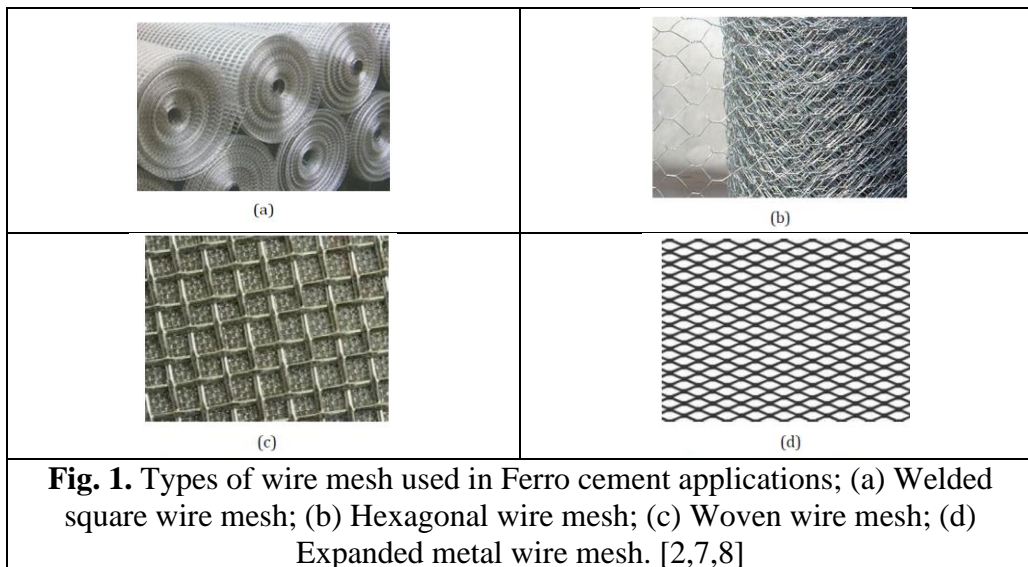 (a)
(b)
(c)
(d)
Fig. 1. Types of wire mesh used in Ferro cement applications; (a) Welded
square wire mesh; (b) Hexagonal wire mesh; (c) Woven wire mesh; (d)
Expanded metal wire mesh. [2,7,8]